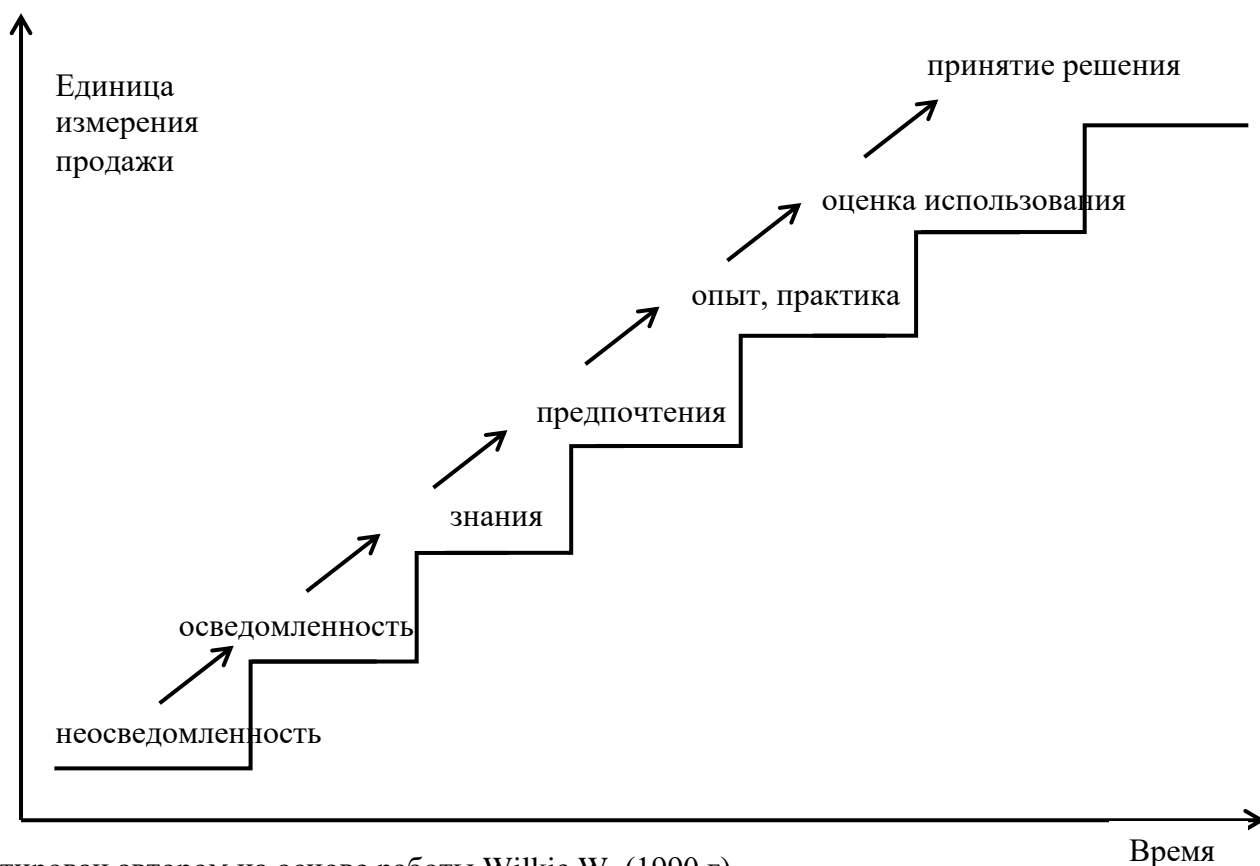 Единица
измерения
продажи
принятие решения
оценка использования
опыт, практика
предпочтения
знания
осведомленность
неосведомленность
Время
автором на основе работы Wilkie W. (1990 г)